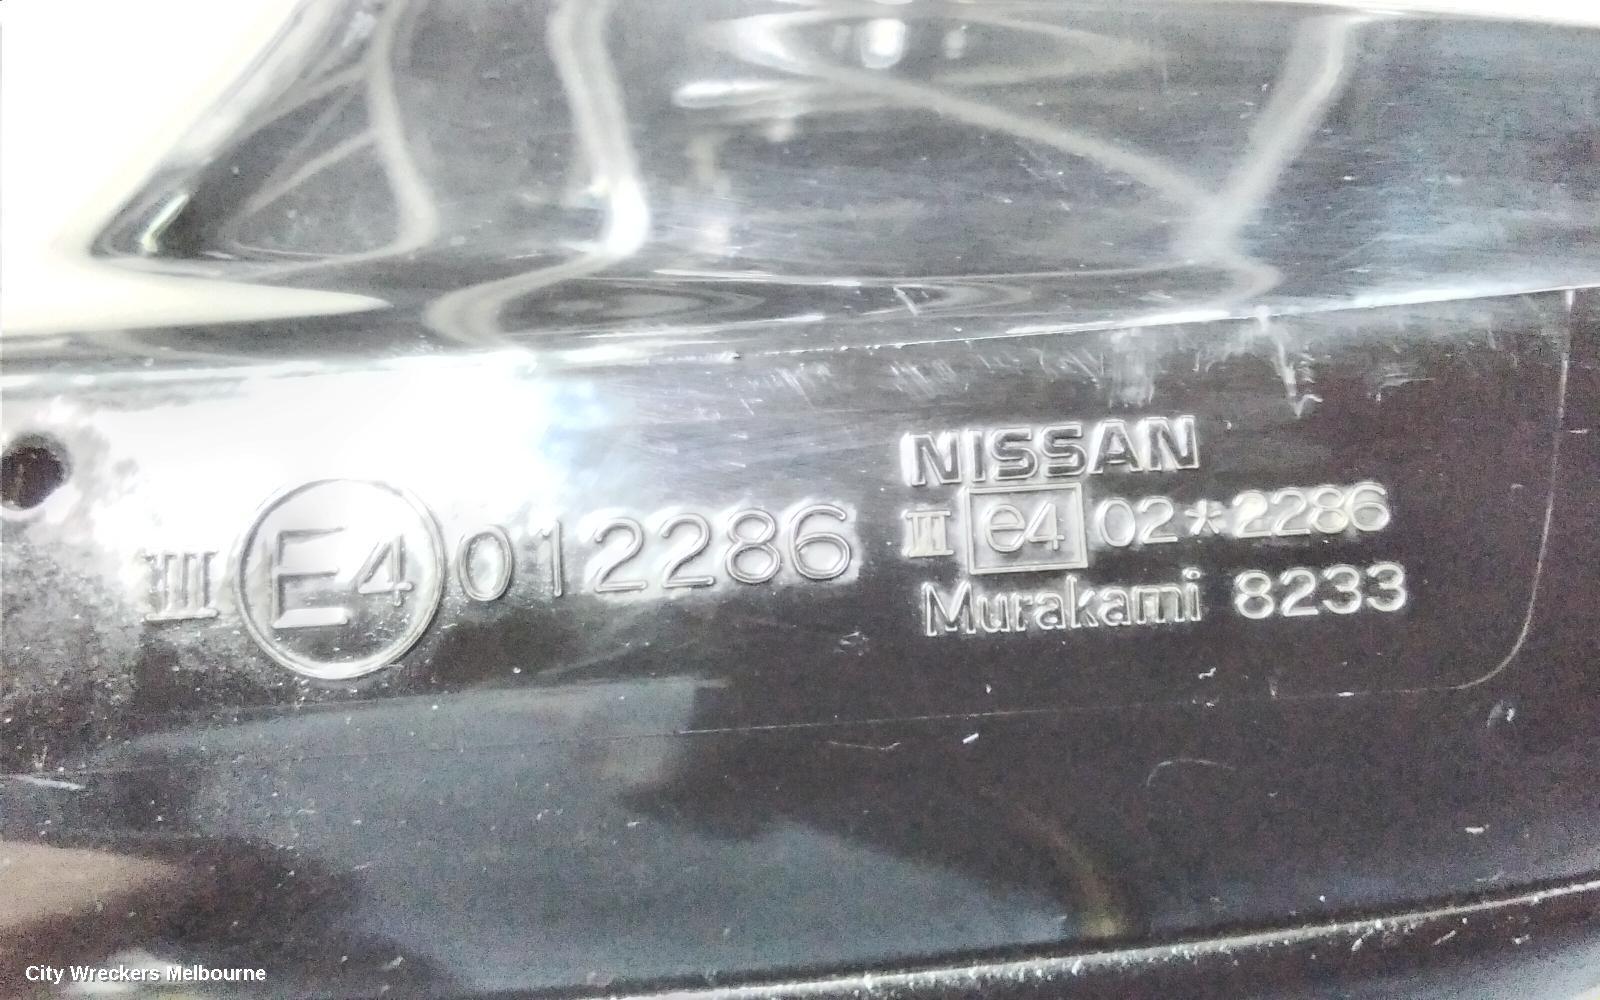 III E4 012286
NISSAN
III e4 02*2286
Murakami 8233
City Wreckers Melbourne